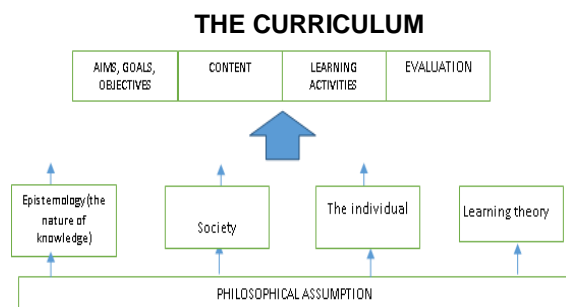 THE CURRICULUM
AIMS, GOALS,
OBJECTIVES
CONTENT
LEARNING
ACTIVITIES
EVALUATION
Epistemology(the
nature of
knowledge)
Society
The individual
Learning theory
PHILOSOPHICAL ASSUMPTION